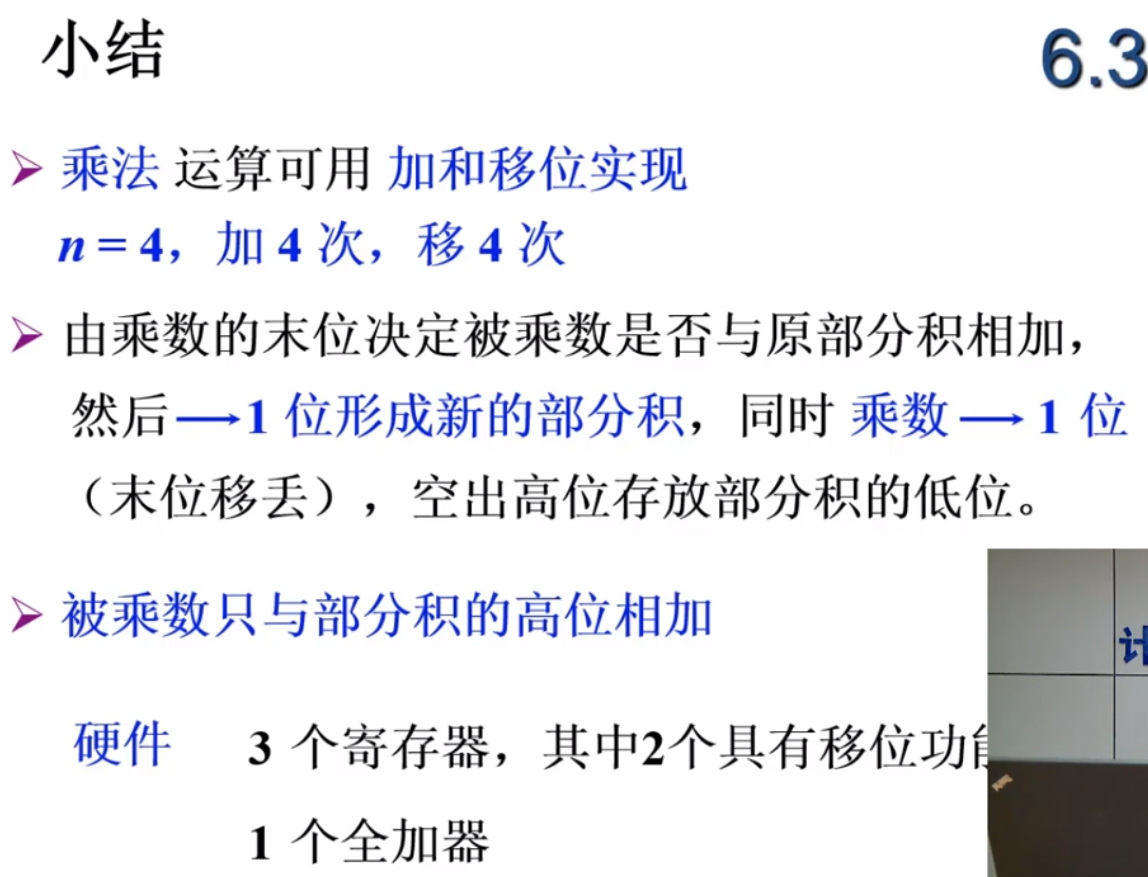 小结
6.3
乘法 运算可用 加和移位实现
n = 4，加 4 次，移 4 次
由乘数的末位决定被乘数是否与原部分积相加，
然后→1 位形成新的部分积，同时 乘数→ 1 位
（末位移丢），空出高位存放部分积的低位。
被乘数只与部分积的高位相加
计
硬件 3 个寄存器，其中2个具有移位功
1 个全加器